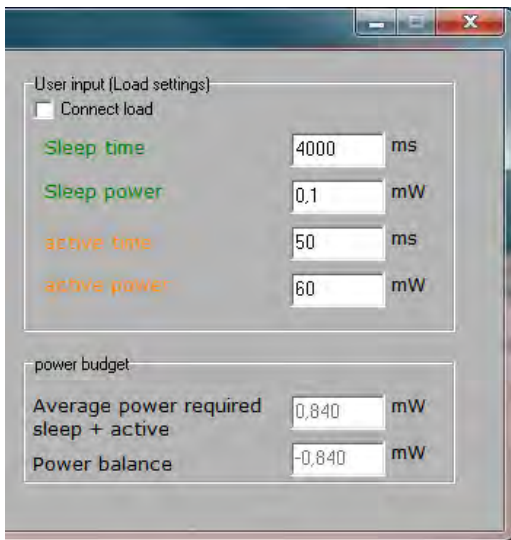 User input (Load settings)
Connect load
Sleep time 4000 ms
Sleep power 0,1 mW
active time 50 ms
active power 60 mW
power budget
Average power required
sleep + active 0,840 mW
Power balance -0,840 mW